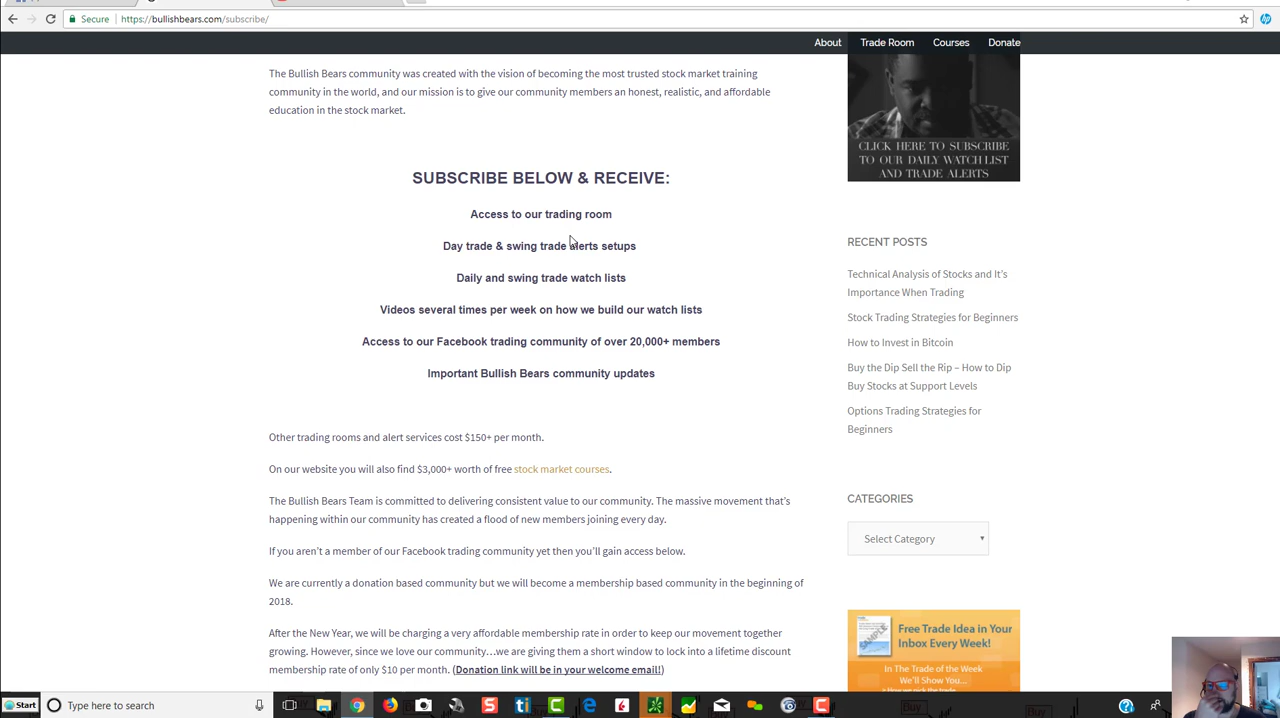 Secure
https://bullishbears.com/subscribe/
About
Trade Room
Courses
Donate
The Bullish Bears community was created with the vision of becoming the most trusted stock market training
community in the world, and our mission is to give our community members an honest, realistic, and affordable
education in the stock market.
SUBSCRIBE BELOW & RECEIVE:
Access to our trading room
Day trade & swing trade alerts setups
Daily and swing trade watch lists
Videos several times per week on how we build our watch lists
Access to our Facebook trading community of over 20,000+ members
Important Bullish Bears community updates
Other trading rooms and alert services cost $150+ per month.
On our website you will also find $3,000+ worth of free stock market courses.
The Bullish Bears Team is committed to delivering consistent value to our community. The massive movement that's
happening within our community has created a flood of new members joining every day.
If you aren't a member of our Facebook trading community yet then you'll gain access below.
We are currently a donation based community but we will become a membership based community in the beginning of
2018.
After the New Year, we will be charging a very affordable membership rate in order to keep our movement together
growing. However, since we love our community…we are giving them a short window to lock into a lifetime discount
membership rate of only $10 per month. (Donation link will be in your welcome email!)
CLICK HERE TO SUBSCRIBE
TO OUR DAILY WATCH LIST
AND TRADE ALERTS
RECENT POSTS
Technical Analysis of Stocks and It's
Importance When Trading
Stock Trading Strategies for Beginners
How to Invest in Bitcoin
Buy the Dip Sell the Rip – How to Dip
Buy Stocks at Support Levels
Options Trading Strategies for
Beginners
CATEGORIES
Select Category
SAMPLE
Free Trade Idea in Your
Inbox Every Week!
In The Trade of the Week
We'll Show You...
Start
Type here to search
Buy
Buy